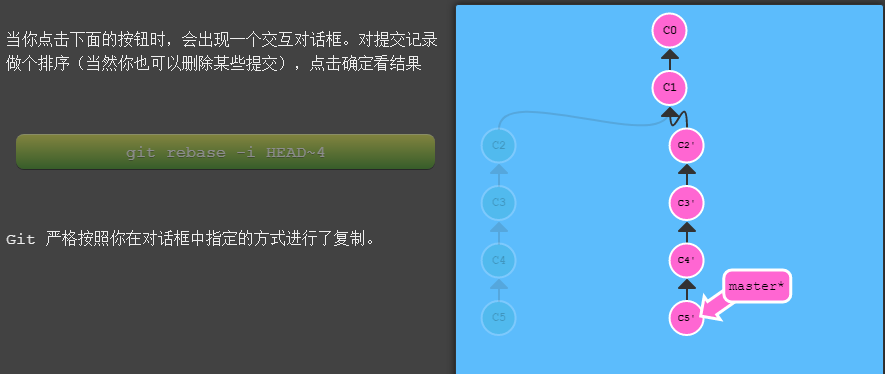 当你点击下面的按钮时，会出现一个交互对话框。对提交记录
做个排序（当然你也可以删除某些提交），点击确定看结果
git rebase -i HEAD~4
Git 严格按照你在对话框中指定的方式进行了复制。
C0
C1
C2
C2'
C3
C3'
C4
C4'
master*
C5
C5'